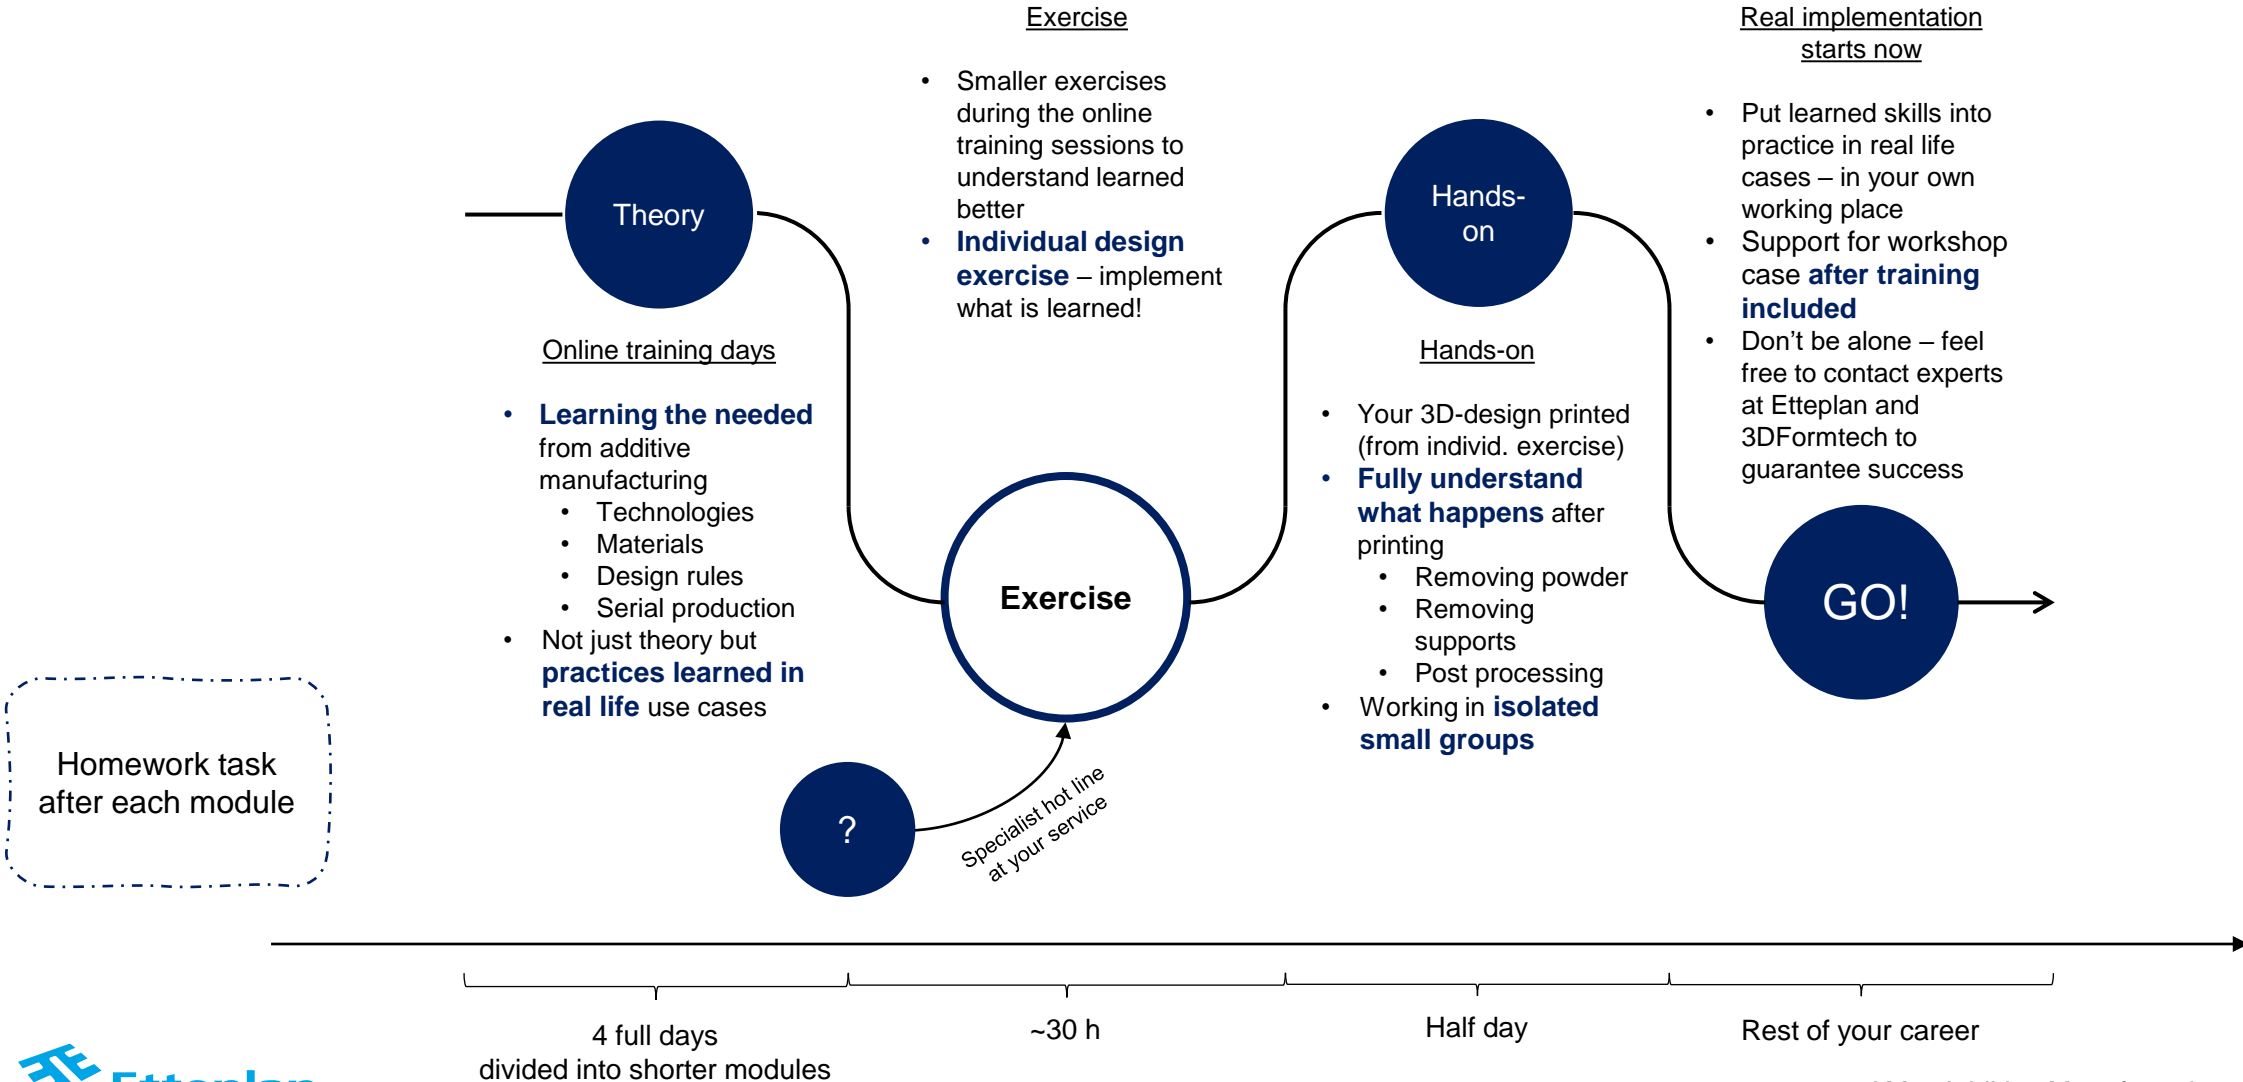 Exercise
• Smaller exercises
during the online
training sessions to
understand learned
better
• Individual design
exercise – implement
what is learned!
Real implementation
starts now
• Put learned skills into
practice in real life
cases – in your own
working place
• Support for workshop
case after training
included
• Don’t be alone – feel
free to contact experts
at Etteplan and
3DFormtech to
guarantee success
Theory
Hands-
on
Online training days
• Learning the needed
from additive
manufacturing
• Technologies
• Materials
• Design rules
• Serial production
• Not just theory but
practices learned in
real life use cases
Hands-on
• Your 3D-design printed
(from individ. exercise)
• Fully understand
what happens after
printing
• Removing powder
• Removing
supports
• Post processing
• Working in isolated
small groups
Exercise
GO!
Homework task
after each module
?
Specialist hot line
at your service
4 full days
divided into shorter modules
~30 h
Half day
Rest of your career
Etteplan